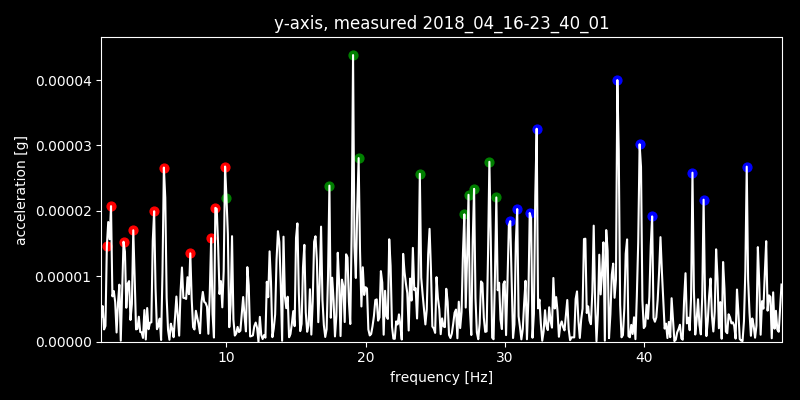 y-axis, measured 2018_04_16-23_40_01
acceleration [g]
0.00004
0.00003
0.00002
0.00001
0.00000
10 20 30 40
frequency [Hz]